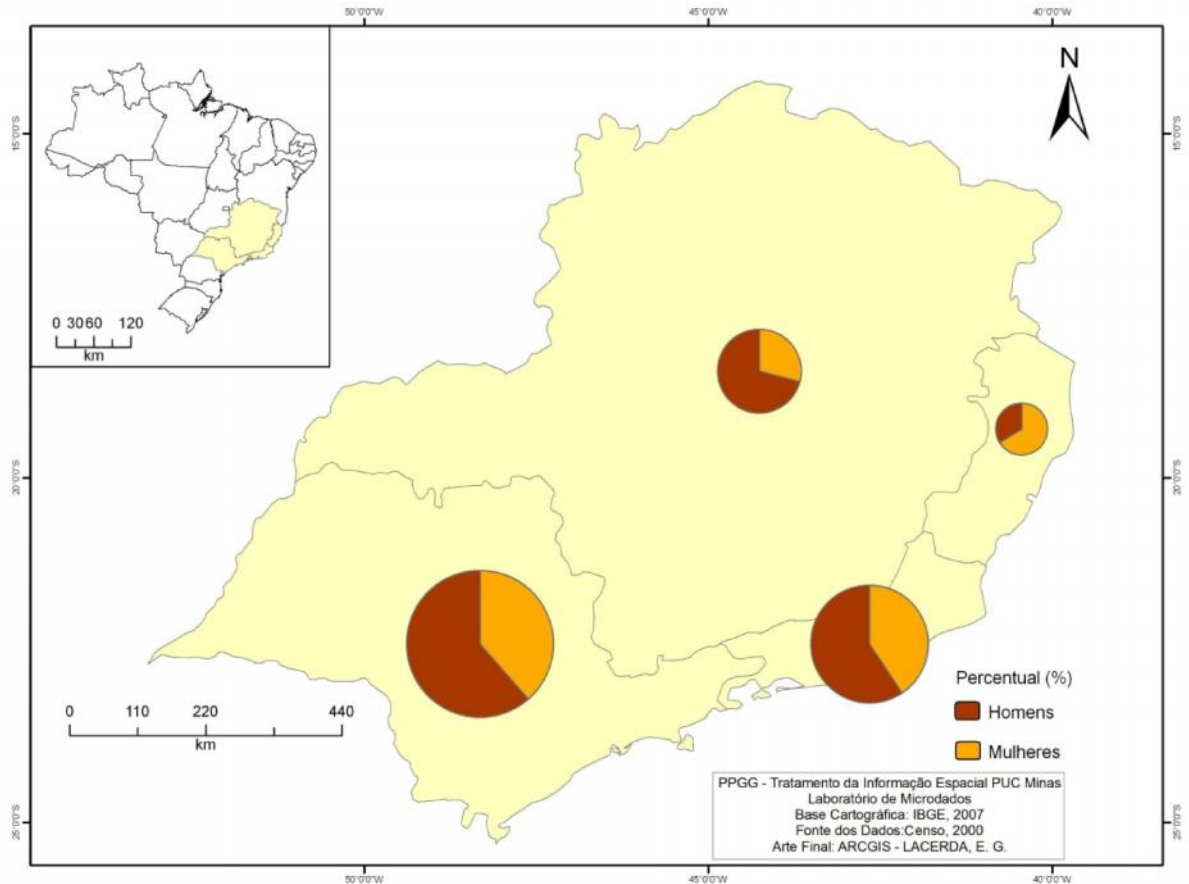 50°0'0"W 45°0'0"W 40°0'0"W
N
15°0'0"S 15°0'0"S
0 30 60 120
km
20°0'0"S 20°0'0"S
0 110 220 440
km
Percentual (%)
Homens
Mulheres
PPGG - Tratamento da Informação Espacial PUC Minas
Laboratório de Microdados
Base Cartográfica: IBGE, 2007
Fonte dos Dados:Censo, 2000
Arte Final: ARCGIS - LACERDA, E. G.
25°0'0"S 25°0'0"S
50°0'0"W 45°0'0"W 40°0'0"W